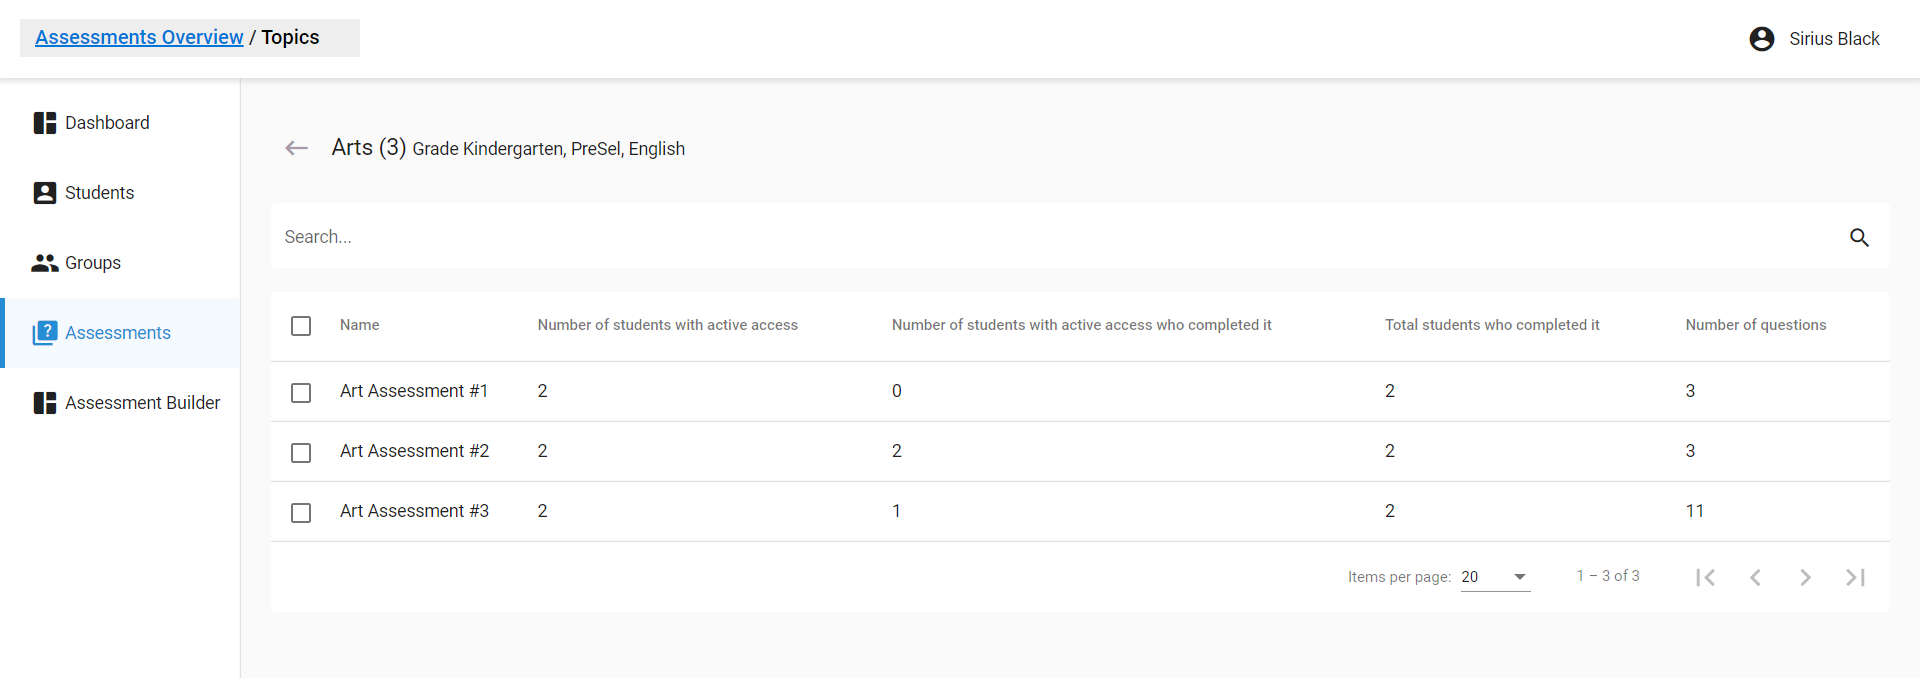 Assessments Overview / Topics
Sirius Black
Dashboard
Students
Groups
Assessments
Assessment Builder
Arts (3) Grade Kindergarten, PreSel, English
Search...
Name Number of students with active access Number of students with active access who completed it Total students who completed it Number of questions
Art Assessment #1 2 0 2 3
Art Assessment #2 2 2 2 3
Art Assessment #3 2 1 2 11
Items per page: 20 1 – 3 of 3